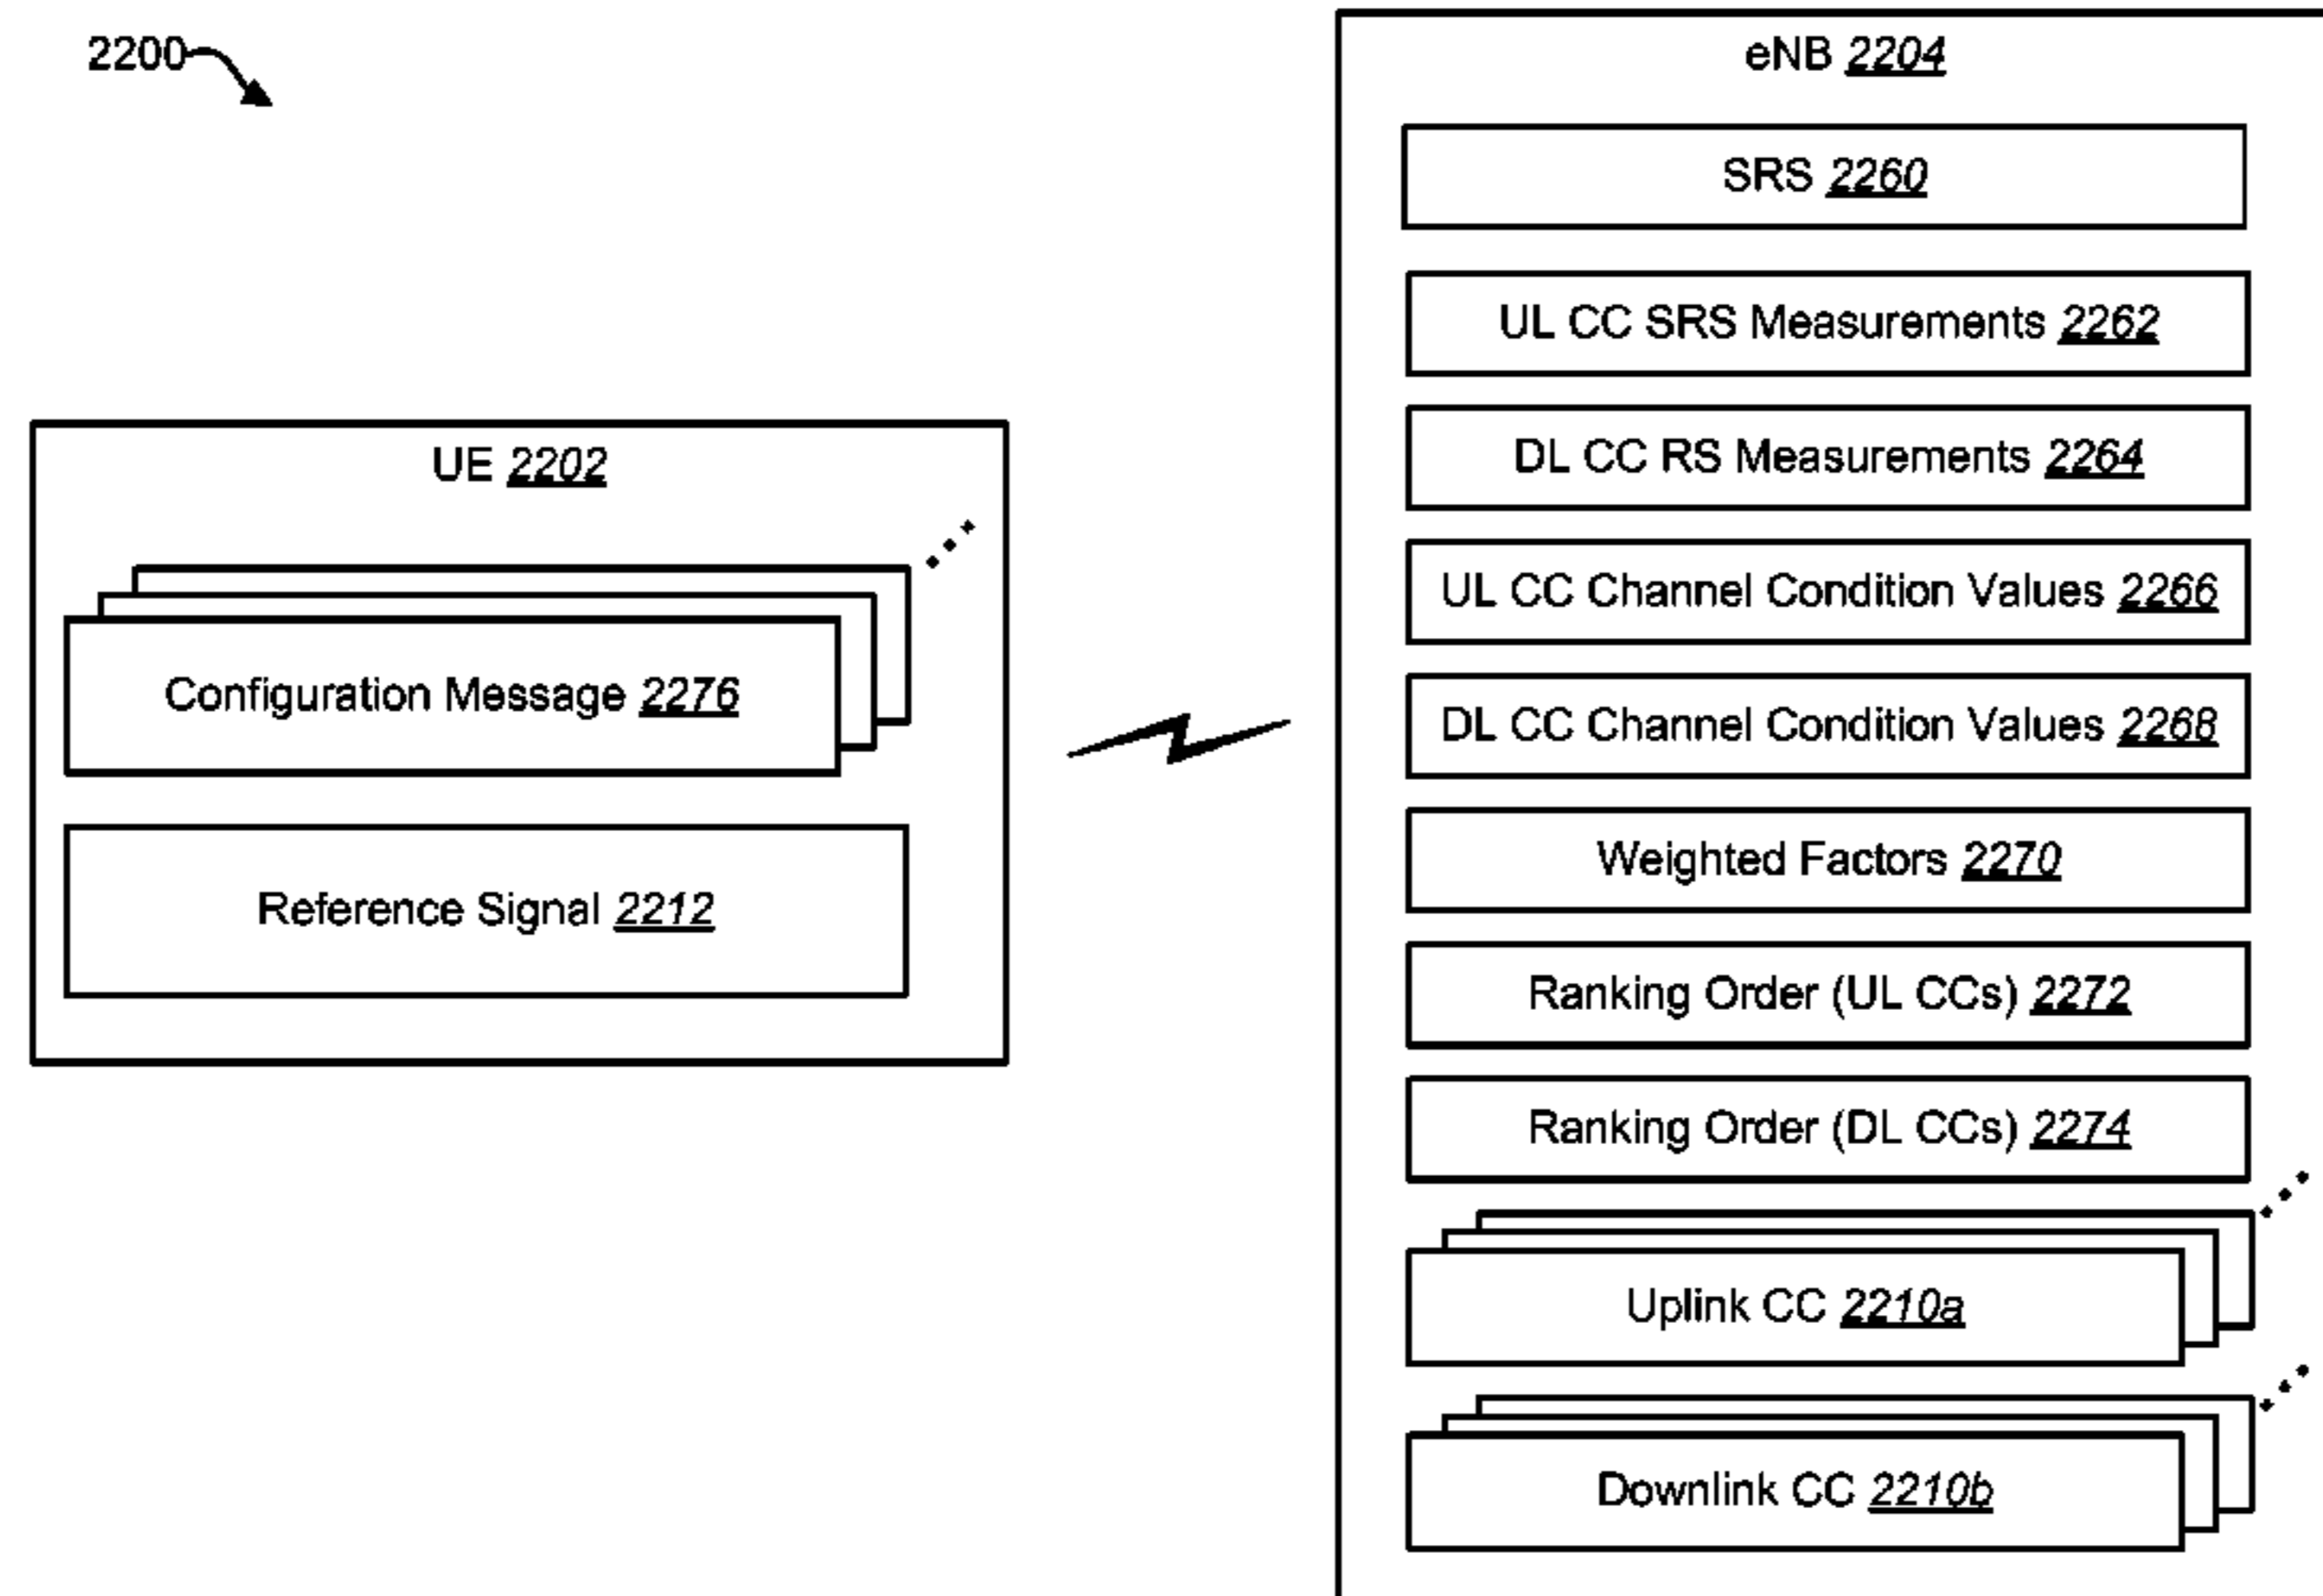 2200
UE 2202
Configuration Message 2276
Reference Signal 2212
eNB 2204
SRS 2260
UL CC SRS Measurements 2262
DL CC RS Measurements 2264
UL CC Channel Condition Values 2266
DL CC Channel Condition Values 2268
Weighted Factors 2270
Ranking Order (UL CCs) 2272
Ranking Order (DL CCs) 2274
Uplink CC 2210a
Downlink CC 2210b